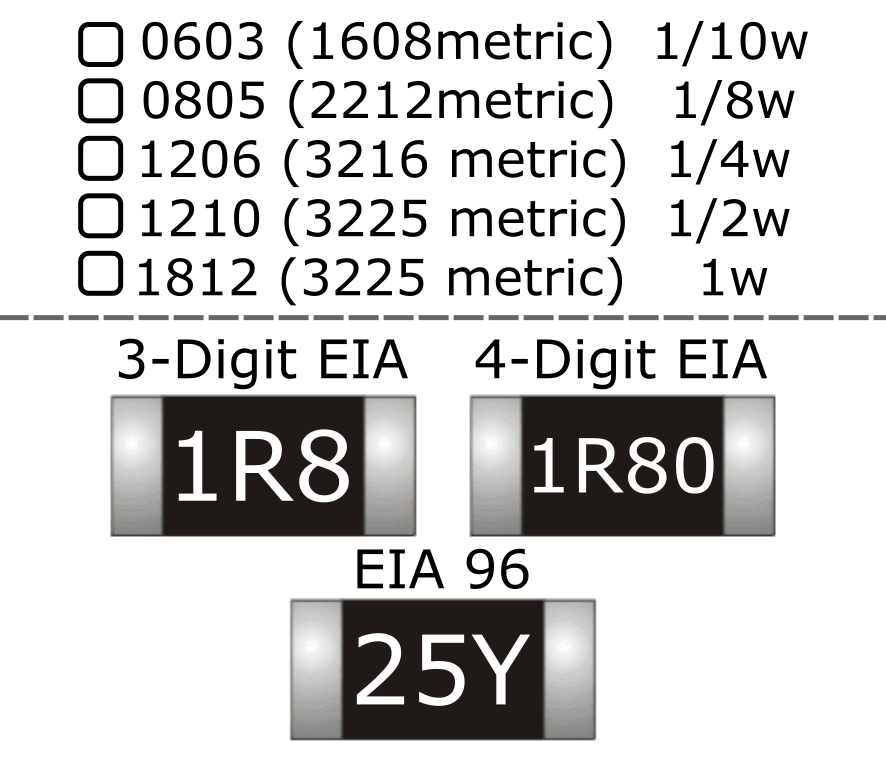 0603 (1608metric) 1/10w
0805 (2212metric) 1/8w
1206 (3216 metric) 1/4w
1210 (3225 metric) 1/2w
1812 (3225 metric) 1w
3-Digit EIA 4-Digit EIA
1R8 1R80
EIA 96
25Y